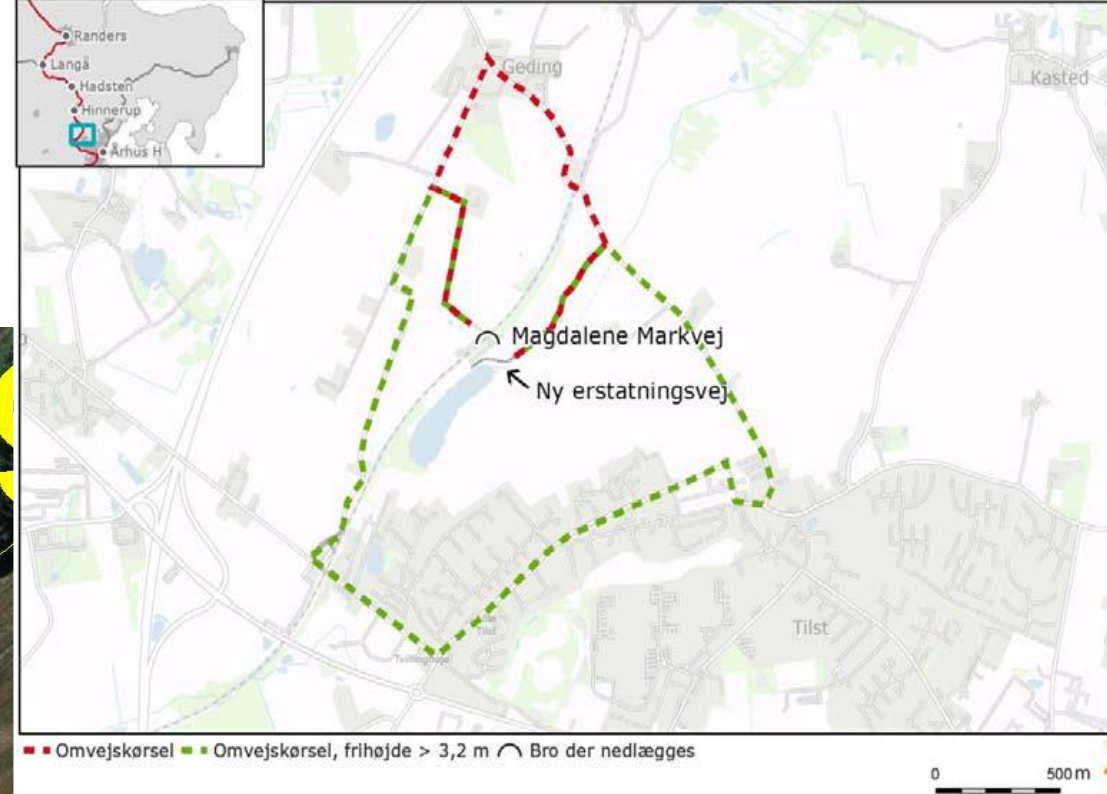 Randers
Langå
Hadsten
Hinnerup
Århus H
Geding
Kasted
Magdalene Markvej
Ny erstatningsvej
Tilst
Tilst
Omvejskørsel
Omvejskørsel, frihøjde > 3,2 m
Bro der nedlægges
0 500 m